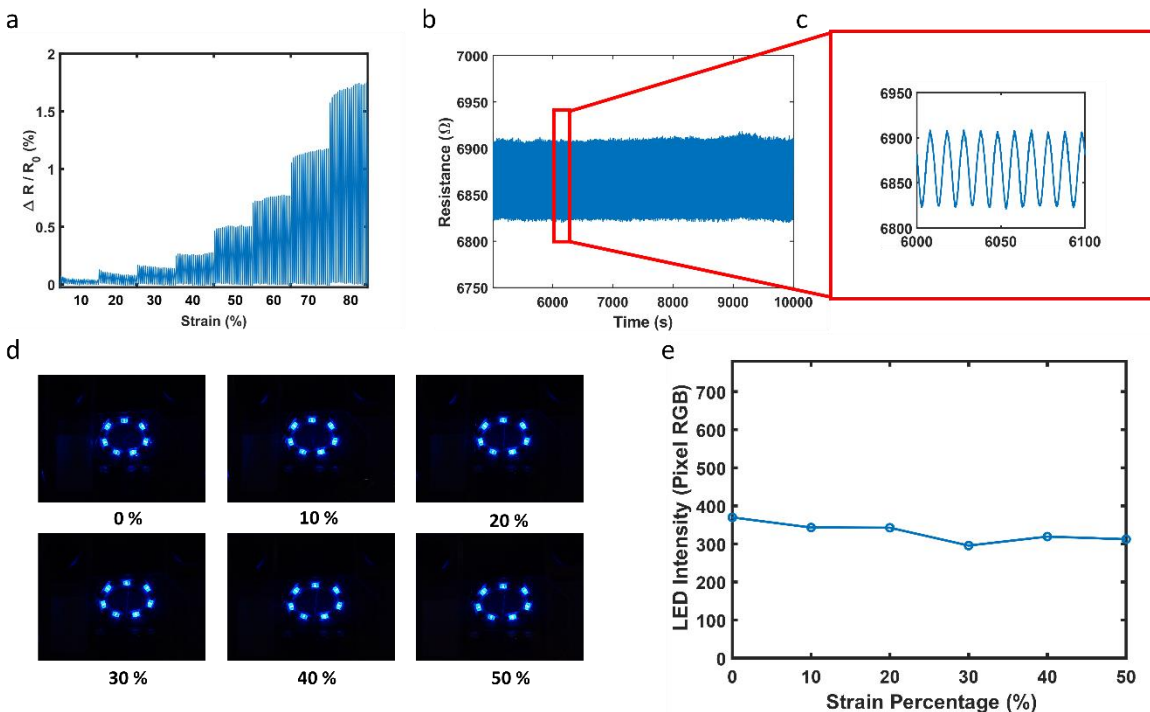 a
2
1.5
1
0.5
0
Δ R / R0 (%)
10 20 30 40 50 60 70 80
Strain (%)
b
7000
6950
6900
6850
6800
6750
Resistance (Ω)
6000 7000 8000 9000 10000
Time (s)
c
6950
6900
6850
6800
6000 6050 6100
d
0 %
10 %
20 %
30 %
40 %
50 %
e
700
600
500
400
300
200
100
0
LED Intensity (Pixel RGB)
0 10 20 30 40 50
Strain Percentage (%)